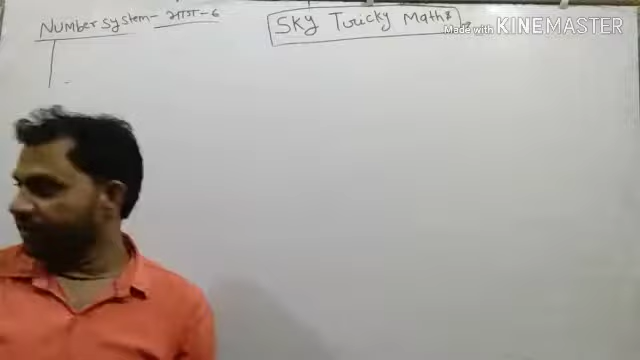 Number system- भाग-6
Sky Tricky Maths
Made with KINEMASTER